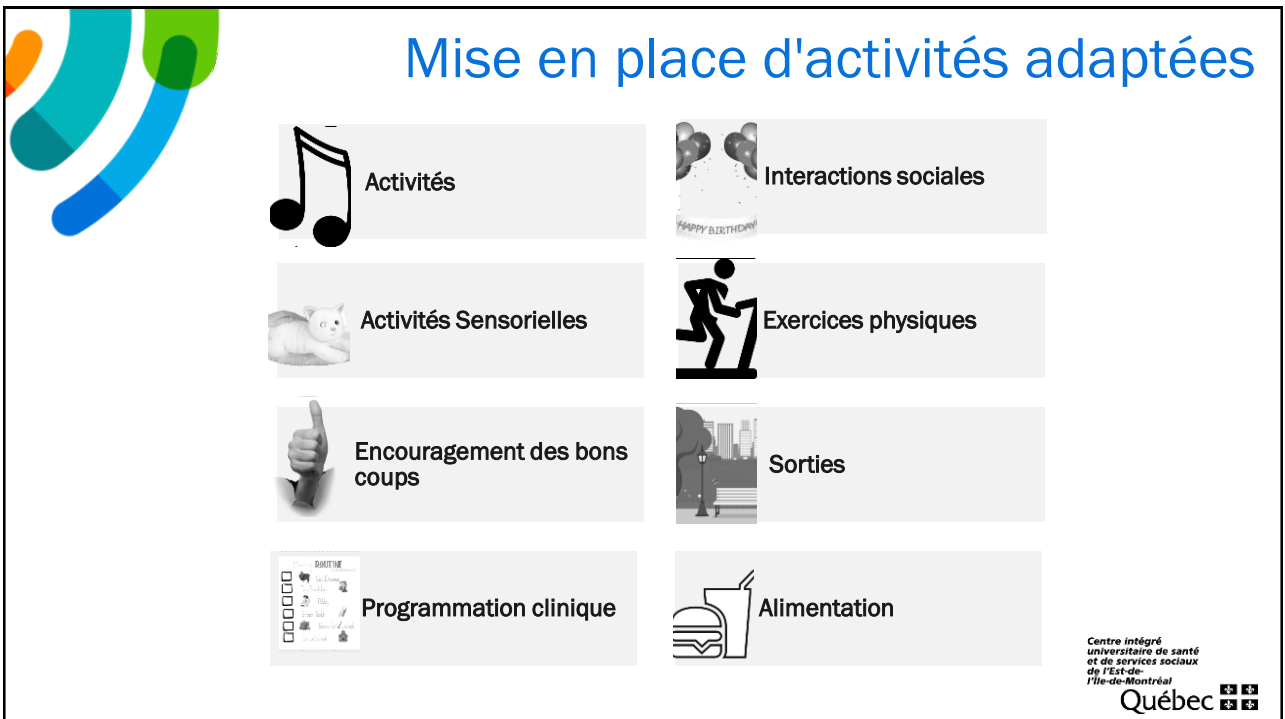 Mise en place d'activités adaptées
Activités
Interactions sociales
HAPPY BIRTHDAY
Activités Sensorielles
Exercices physiques
Encouragement des bons
coups
Sorties
ROUTINE
Programmation clinique
Alimentation
Centre intégré
universitaire de santé
et de services sociaux
de l'Est-de-
l'Île-de-Montréal
Québec